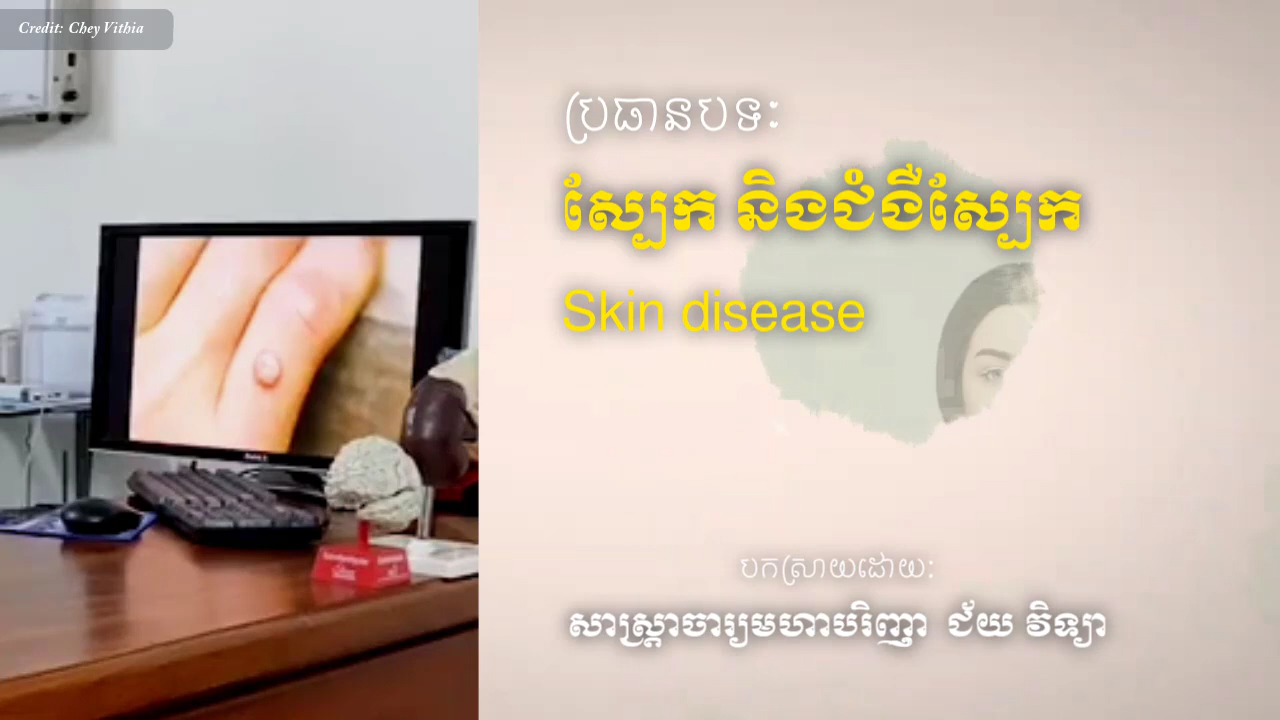 Credit: Chey Vithia
ប្រធានបទ៖
ស្បែក និងជំងឺស្បែក
Skin disease
បកស្រាយដោយ៖
សាស្ត្រាចារ្យមហាបរិញ្ញា ជ័យ វិទ្យា